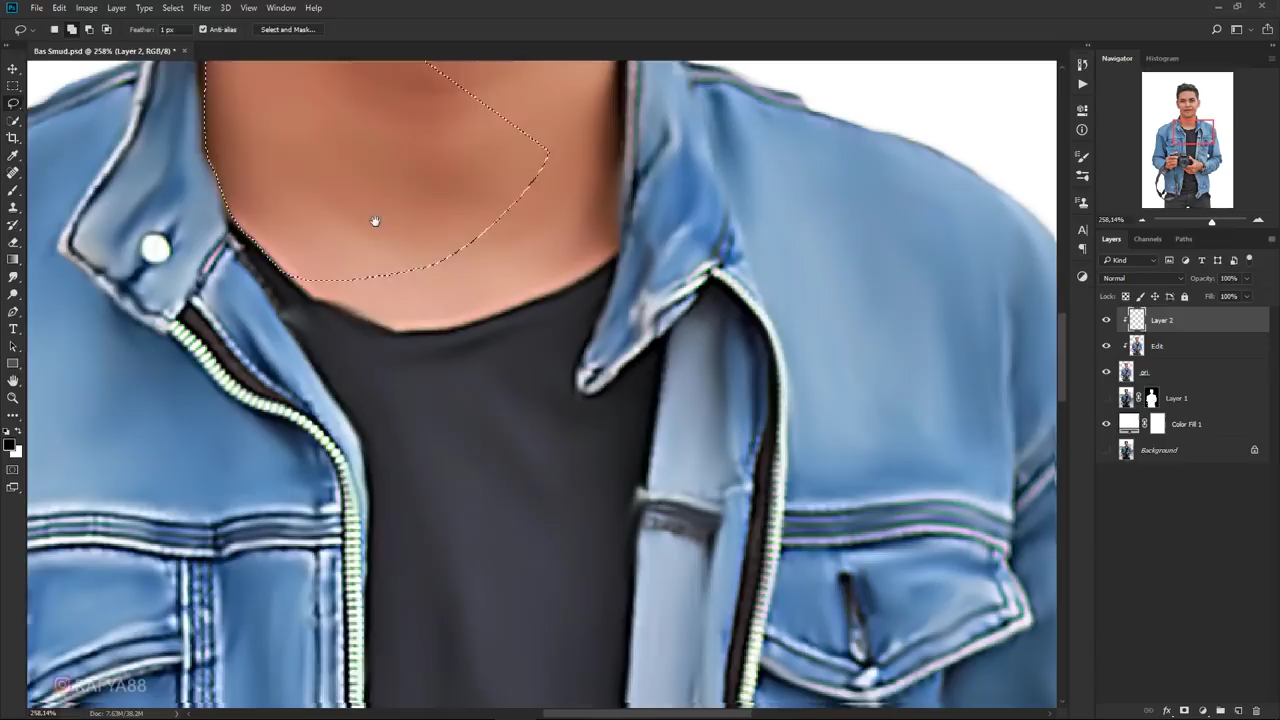 Ps File Edit Image Layer Type Select Filter 3D View Window Help
Feather: 1 px Anti-alias Select and Mask...
Bas Smud.psd @ 258% (Layer 2, RGB/8) * ×
Navigator Histogram
258,14%
Layers Channels Paths
Kind
Normal Opacity: 100%
Lock: Fill: 100%
Layer 2
Edit
ori
Layer 1
Color Fill 1
Background
RAFYA88
258,14% Doc: 7,63M/38,2M